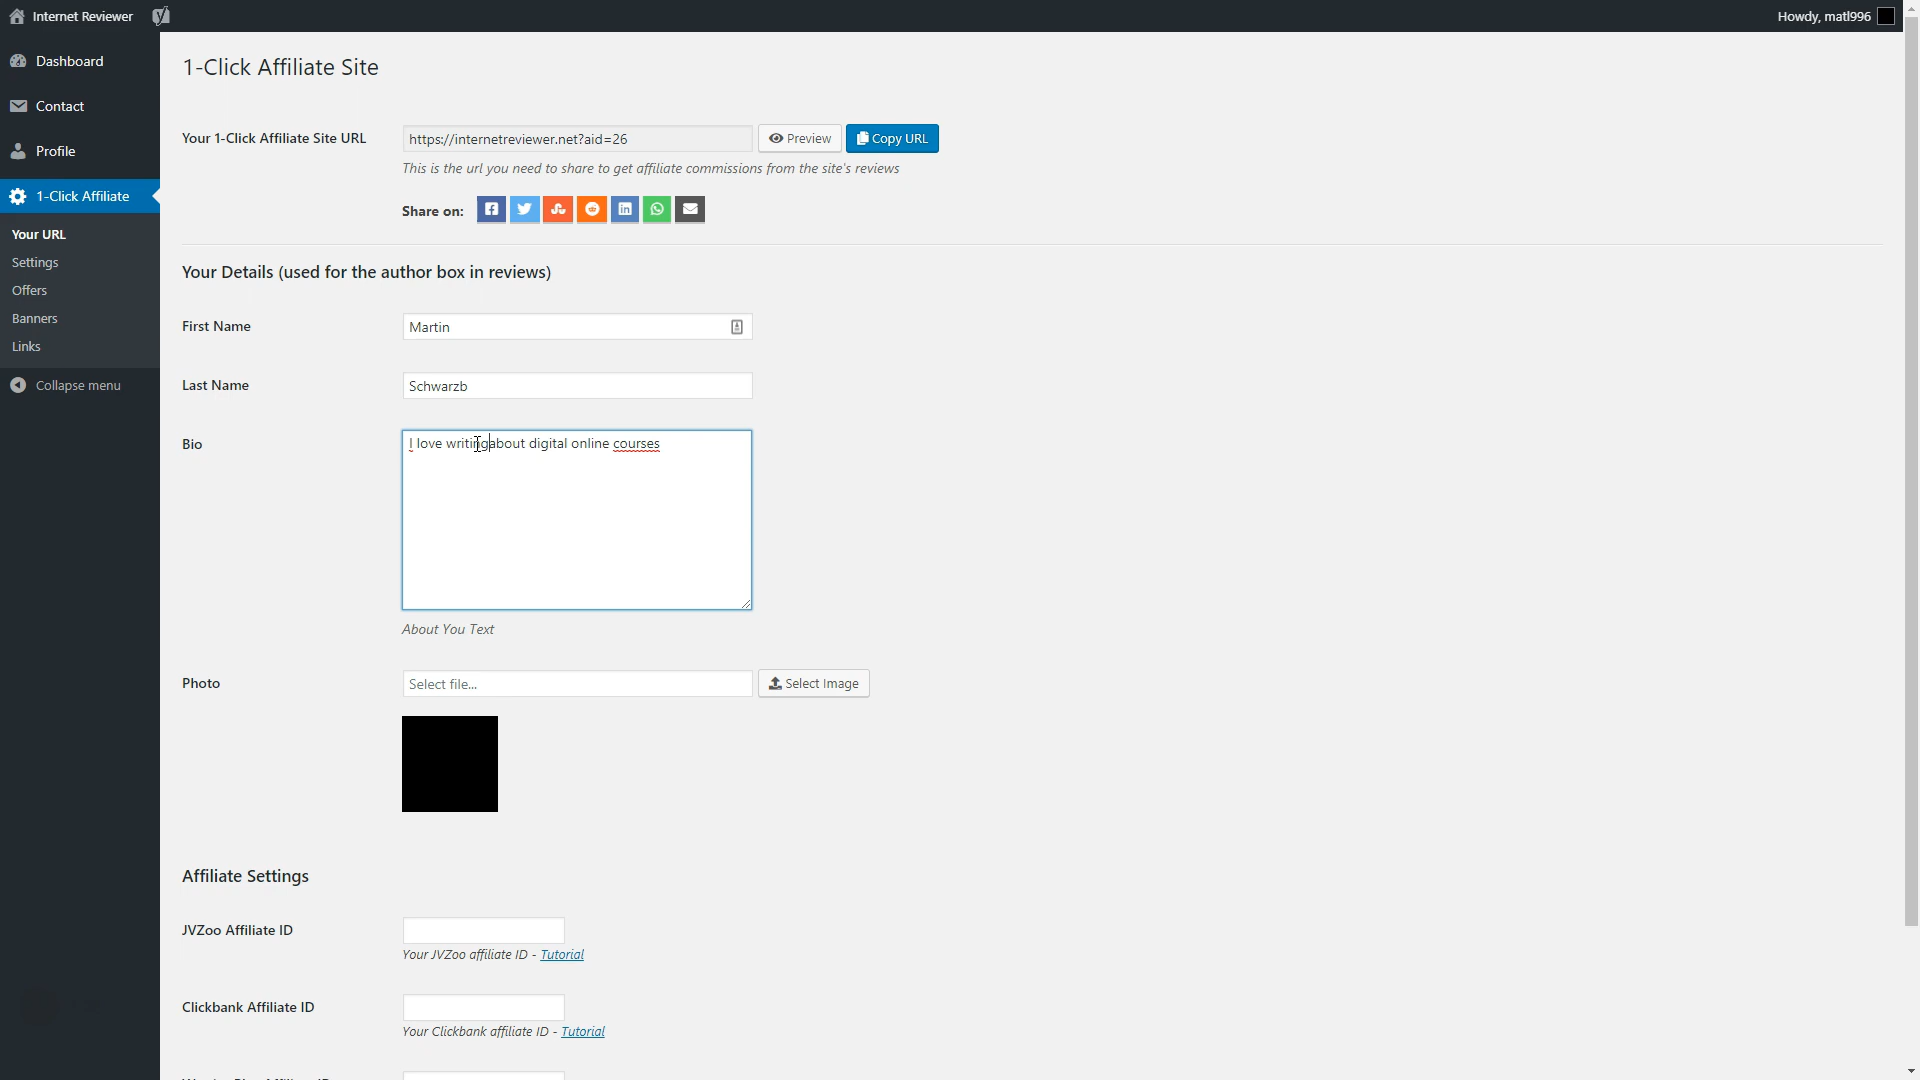 Internet Reviewer
Howdy, matl996
Dashboard
Contact
Profile
1-Click Affiliate
Your URL
Settings
Offers
Banners
Links
Collapse menu
1-Click Affiliate Site
Your 1-Click Affiliate Site URL
https://internetreviewer.net?aid=26
Preview
Copy URL
This is the url you need to share to get affiliate commissions from the site's reviews
Share on:
Your Details (used for the author box in reviews)
First Name
Martin
Last Name
Schwarzb
Bio
I love writingabout digital online courses
About You Text
Photo
Select file...
Select Image
Affiliate Settings
JVZoo Affiliate ID
Your JVZoo affiliate ID - Tutorial
Clickbank Affiliate ID
Your Clickbank affiliate ID - Tutorial